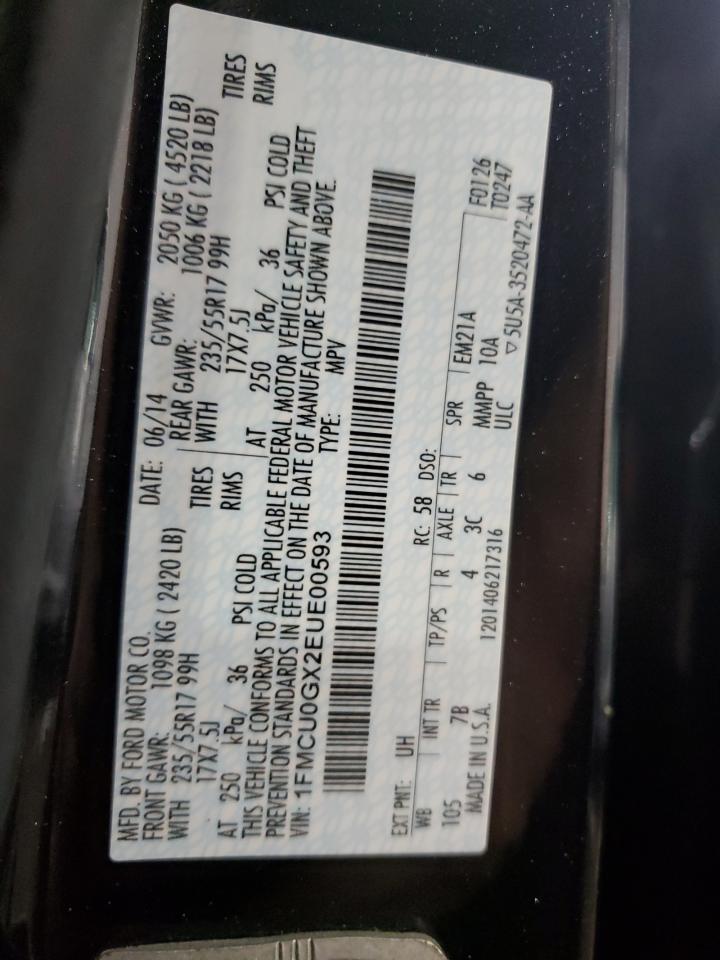 MFD. BY FORD MOTOR CO. DATE: 06/14 GVWR: 2050 KG ( 4520 LB)
FRONT GAWR: 1098 KG ( 2420 LB) REAR GAWR: 1006 KG ( 2218 LB)
WITH 235/55R17 99H TIRES WITH 235/55R17 99H TIRES
17X7.5J RIMS 17X7.5J RIMS
AT 250 kPa/ 36 PSI COLD AT 250 kPa/ 36 PSI COLD
THIS VEHICLE CONFORMS TO ALL APPLICABLE FEDERAL MOTOR VEHICLE SAFETY AND THEFT
PREVENTION STANDARDS IN EFFECT ON THE DATE OF MANUFACTURE SHOWN ABOVE.
VIN: 1FMCU0GX2EUE00593 TYPE: MPV
EXT PNT: UH RC: 58 DSO:
WB INT TR TP/PS R AXLE TR SPR EM21A F0126
105 7B 4 3C 6 MMPP 10A T0247
MADE IN U.S.A. 1201406217316 ULC ▽5U5A-3520472-AA